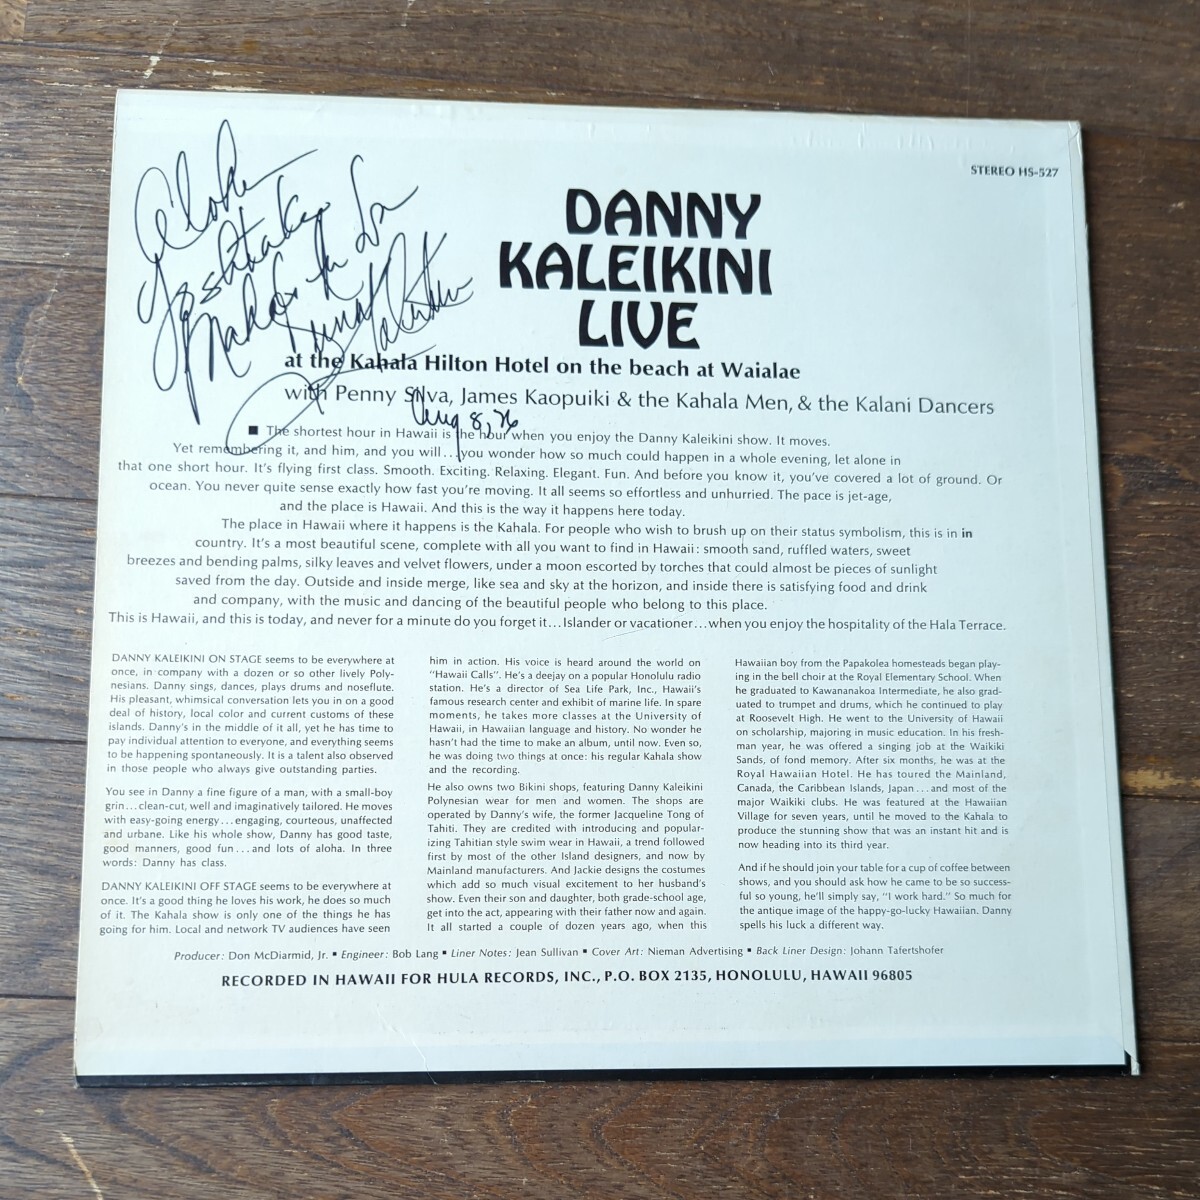 Aloha
Yoshitaka
Mahalo
Aug 8, 76
STEREO HS-527
DANNY
KALEIKINI
LIVE
at the Kahala Hilton Hotel on the beach at Waialae
with Penny Silva, James Kaopuiki & the Kahala Men, & the Kalani Dancers
■ The shortest hour in Hawaii is the hour when you enjoy the Danny Kaleikini show. It moves.
Yet remembering it, and him, and you will...you wonder how so much could happen in a whole evening, let alone in
that one short hour. It's flying first class. Smooth. Exciting. Relaxing. Elegant. Fun. And before you know it, you've covered a lot of ground. Or
ocean. You never quite sense exactly how fast you're moving. It all seems so effortless and unhurried. The pace is jet-age,
and the place is Hawaii. And this is the way it happens here today.
The place in Hawaii where it happens is the Kahala. For people who wish to brush up on their status symbolism, this is in in
country. It's a most beautiful scene, complete with all you want to find in Hawaii: smooth sand, ruffled waters, sweet
breezes and bending palms, silky leaves and velvet flowers, under a moon escorted by torches that could almost be pieces of sunlight
saved from the day. Outside and inside merge, like sea and sky at the horizon, and inside there is satisfying food and drink
and company, with the music and dancing of the beautiful people who belong to this place.
This is Hawaii, and this is today, and never for a minute do you forget it...Islander or vacationer...when you enjoy the hospitality of the Hala Terrace.
DANNY KALEIKINI ON STAGE seems to be everywhere at
once, in company with a dozen or so other lively Poly-
nesians. Danny sings, dances, plays drums and noseflute.
His pleasant, whimsical conversation lets you in on a good
deal of history, local color and current customs of these
islands. Danny's in the middle of it all, yet he has time to
pay individual attention to everyone, and everything seems
to be happening spontaneously. It is a talent also observed
in those people who always give outstanding parties.
You see in Danny a fine figure of a man, with a small-boy
grin...clean-cut, well and imaginatively tailored. He moves
with easy-going energy...engaging, courteous, unaffected
and urbane. Like his whole show, Danny has good taste,
good manners, good fun...and lots of aloha. In three
words: Danny has class.
DANNY KALEIKINI OFF STAGE seems to be everywhere at
once. It's a good thing he loves his work, he does so much
of it. The Kahala show is only one of the things he has
going for him. Local and network TV audiences have seen
him in action. His voice is heard around the world on
"Hawaii Calls". He's a deejay on a popular Honolulu radio
station. He's a director of Sea Life Park, Inc., Hawaii's
famous research center and exhibit of marine life. In spare
moments, he takes more classes at the University of
Hawaii, in Hawaiian language and history. No wonder he
hasn't had the time to make an album, until now. Even so,
he was doing two things at once: his regular Kahala show
and the recording.
He also owns two Bikini shops, featuring Danny Kaleikini
Polynesian wear for men and women. The shops are
operated by Danny's wife, the former Jacqueline Tong of
Tahiti. They are credited with introducing and popular-
izing Tahitian style swim wear in Hawaii, a trend followed
first by most of the other Island designers, and now by
Mainland manufacturers. And Jackie designs the costumes
which add so much visual excitement to her husband's
show. Even their son and daughter, both grade-school age,
get into the act, appearing with their father now and again.
It all started a couple of dozen years ago, when this
Hawaiian boy from the Papakolea homesteads began play-
ing in the bell choir at the Royal Elementary School. When
he graduated to Kawananakoa Intermediate, he also grad-
uated to trumpet and drums, which he continued to play
at Roosevelt High. He went to the University of Hawaii
on scholarship, majoring in music education. In his fresh-
man year, he was offered a singing job at the Waikiki
Sands, of fond memory. After six months, he was at the
Royal Hawaiian Hotel. He has toured the Mainland,
Canada, the Caribbean Islands, Japan...and most of the
major Waikiki clubs. He was featured at the Hawaiian
Village for seven years, until he moved to the Kahala to
produce the stunning show that was an instant hit and is
now heading into its third year.
And if he should join your table for a cup of coffee between
shows, and you should ask how he came to be so success-
ful so young, he'll simply say, "I work hard." So much for
the antique image of the happy-go-lucky Hawaiian. Danny
spells his luck a different way.
Producer: Don McDiarmid, Jr. ■ Engineer: Bob Lang ■ Liner Notes: Jean Sullivan ■ Cover Art: Nieman Advertising ■ Back Liner Design: Johann Tafertshofer
RECORDED IN HAWAII FOR HULA RECORDS, INC., P.O. BOX 2135, HONOLULU, HAWAII 96805